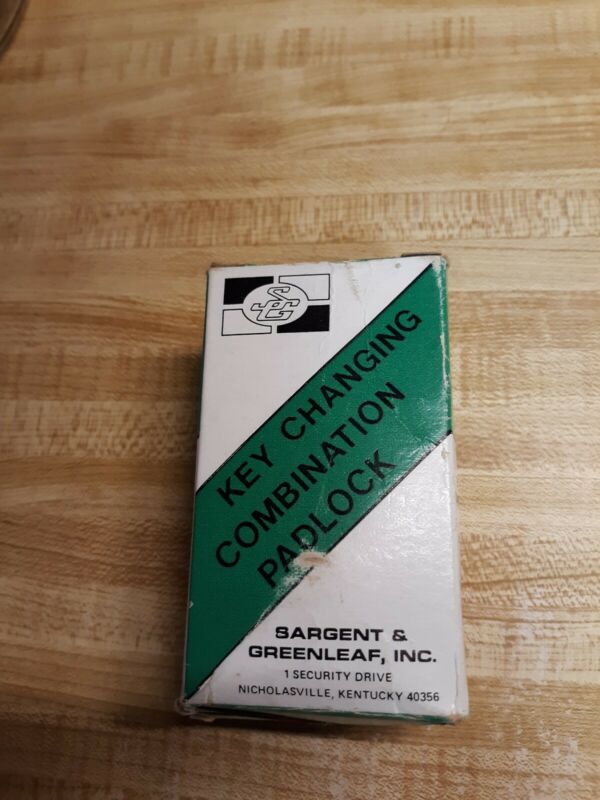 S&G
KEY CHANGING
COMBINATION
PADLOCK
SARGENT &
GREENLEAF, INC.
1 SECURITY DRIVE
NICHOLASVILLE, KENTUCKY 40356